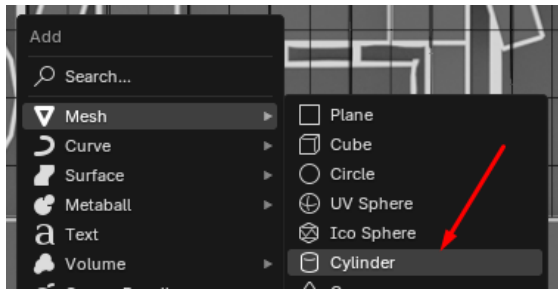 Add
Search...
Mesh
Curve
Surface
Metaball
Text
Volume
Plane
Cube
Circle
UV Sphere
Ico Sphere
Cylinder